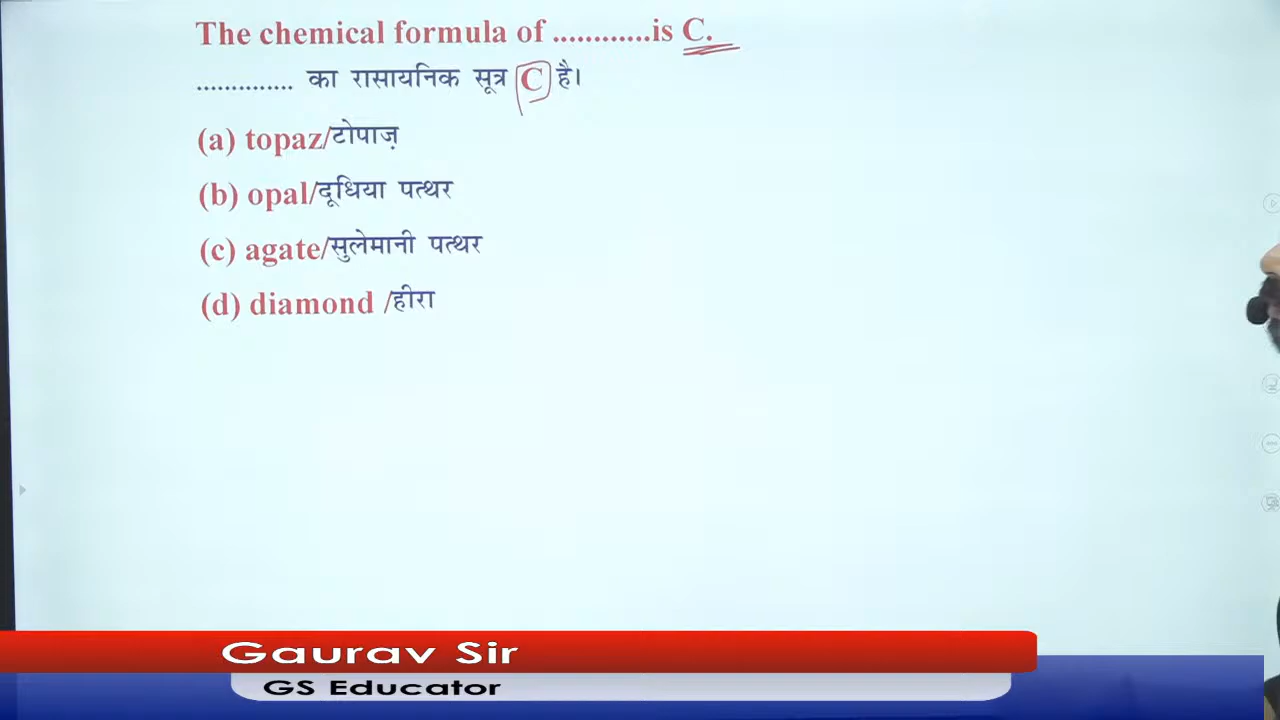 The chemical formula of ............is C.
.............. का रासायनिक सूत्र C है।
(a) topaz/टोपाज़
(b) opal/दूधिया पत्थर
(c) agate/सुलेमानी पत्थर
(d) diamond /हीरा
Gaurav Sir
GS Educator